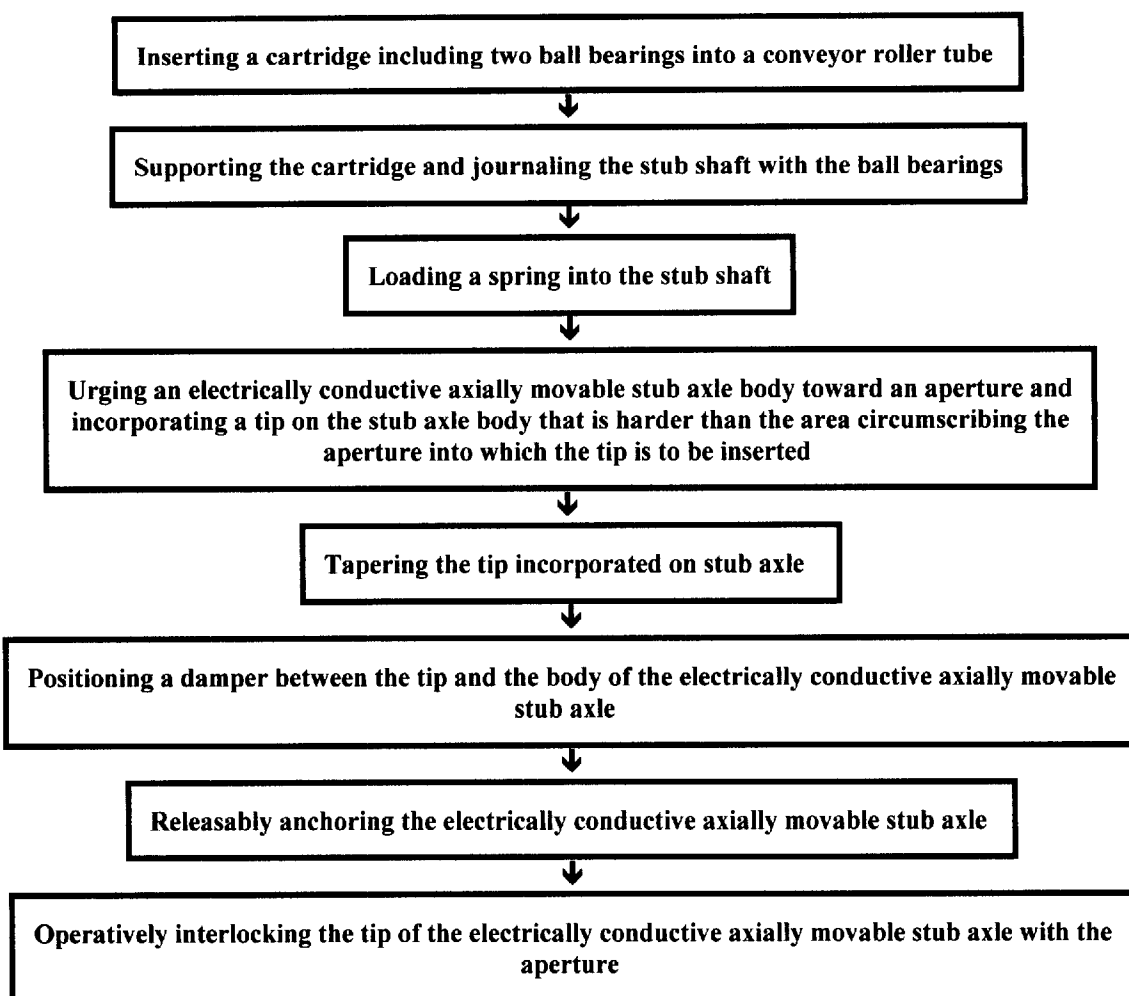 Inserting a cartridge including two ball bearings into a conveyor roller tube
Supporting the cartridge and journaling the stub shaft with the ball bearings
Loading a spring into the stub shaft
Urging an electrically conductive axially movable stub axle body toward an aperture and
incorporating a tip on the stub axle body that is harder than the area circumscribing the
aperture into which the tip is to be inserted
Tapering the tip incorporated on stub axle
Positioning a damper between the tip and the body of the electrically conductive axially movable
stub axle
Releasably anchoring the electrically conductive axially movable stub axle
Operatively interlocking the tip of the electrically conductive axially movable stub axle with the
aperture